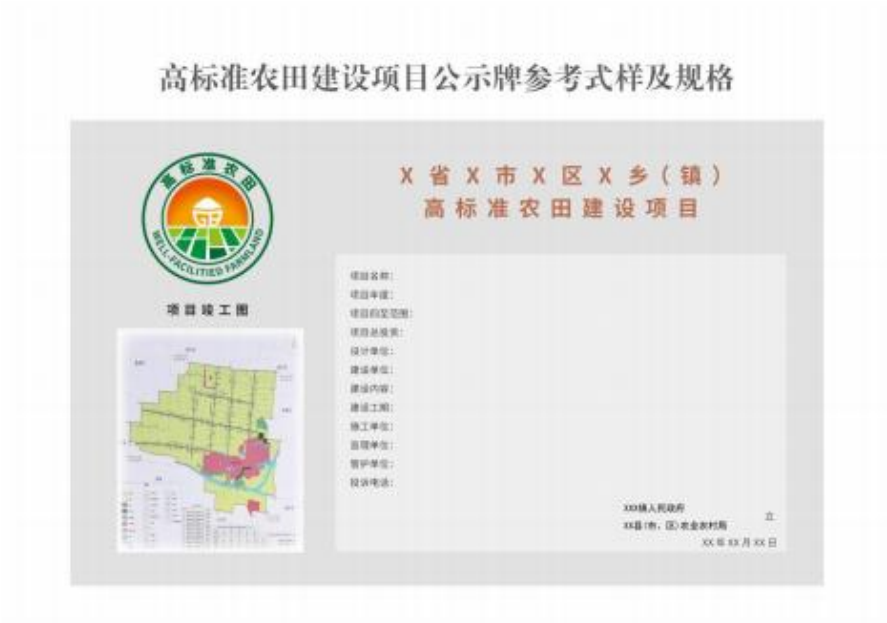 高标准农田建设项目公示牌参考式样及规格
高标准农田
WELL-FACILITIED FARMLAND
X省X市X区X乡(镇)
高标准农田建设项目
项目竣工图
项目名称:
项目年度:
项目四至范围:
项目总投资:
设计单位:
建设单位:
建设内容:
建设工期:
施工单位:
监理单位:
管护单位:
投诉电话:
XXX镇人民政府
XX县(市、区)农业农村局
立
XX年XX月XX日